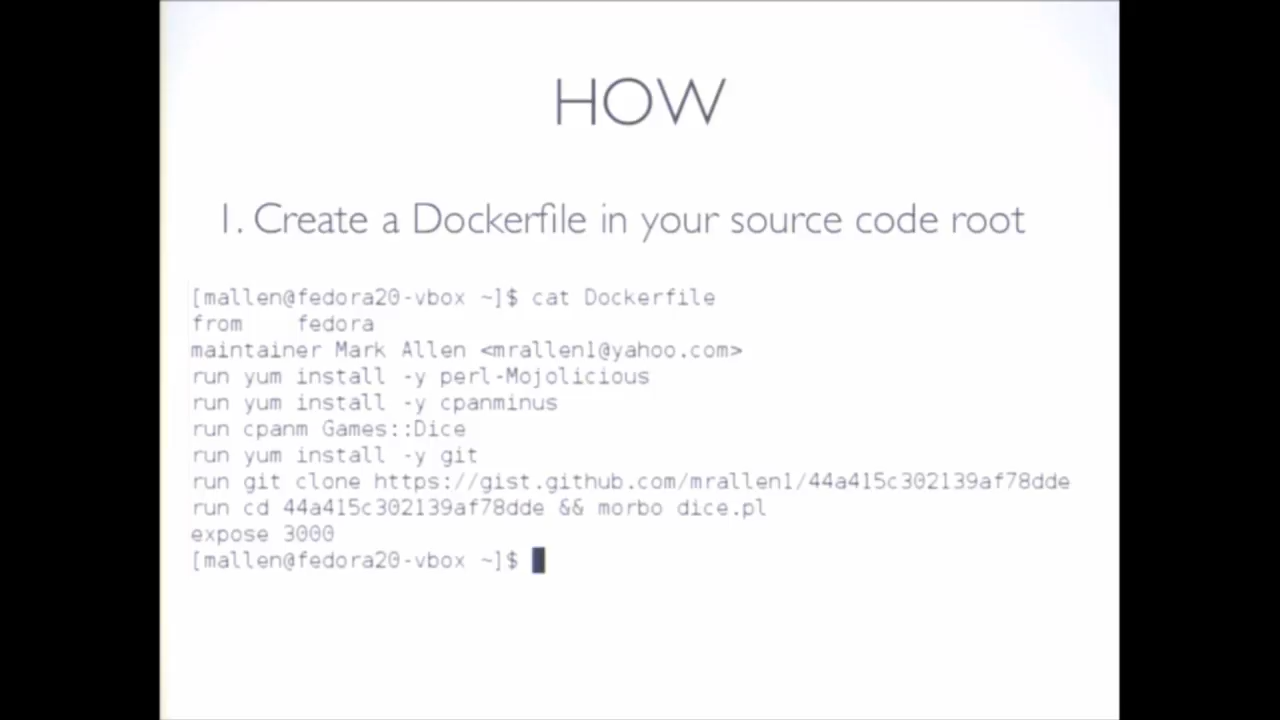 HOW
1. Create a Dockerfile in your source code root
[mallen@fedora20-vbox ~]$ cat Dockerfile
from    fedora
maintainer Mark Allen <mrallen1@yahoo.com>
run yum install -y perl-Mojolicious
run yum install -y cpanminus
run cpanm Games::Dice
run yum install -y git
run git clone https://gist.github.com/mrallen1/44a415c302139af78dde
run cd 44a415c302139af78dde && morbo dice.pl
expose 3000
[mallen@fedora20-vbox ~]$